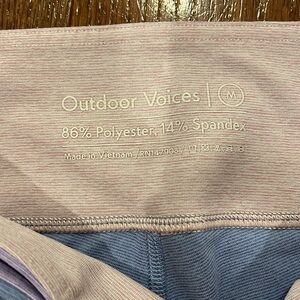 Outdoor Voices | M
86% Polyester, 14% Spandex
Made in Vietnam /